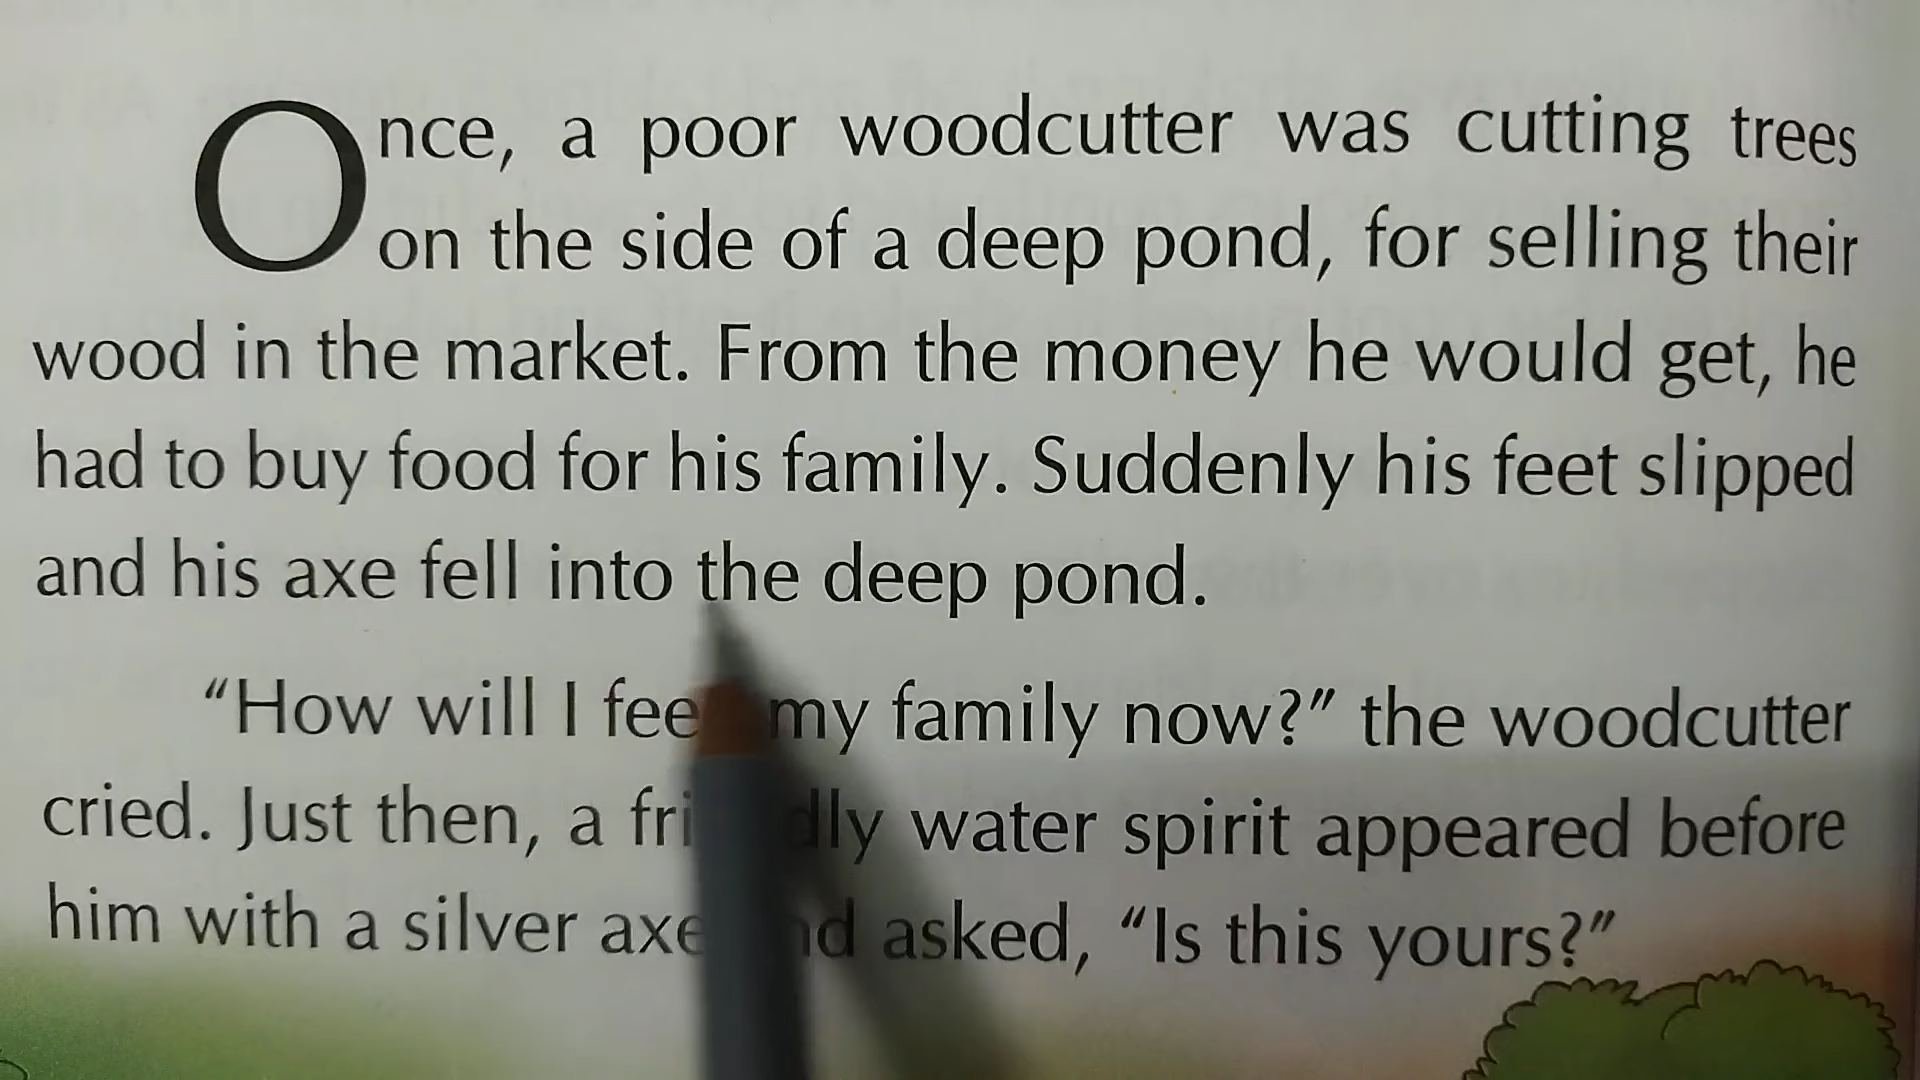 Once, a poor woodcutter was cutting trees
on the side of a deep pond, for selling their
wood in the market. From the money he would get, he
had to buy food for his family. Suddenly his feet slipped
and his axe fell into the deep pond.
“How will I my family now?” the woodcutter
cried. Just then, a water spirit appeared before
him with a silver axe asked, “Is this yours?”